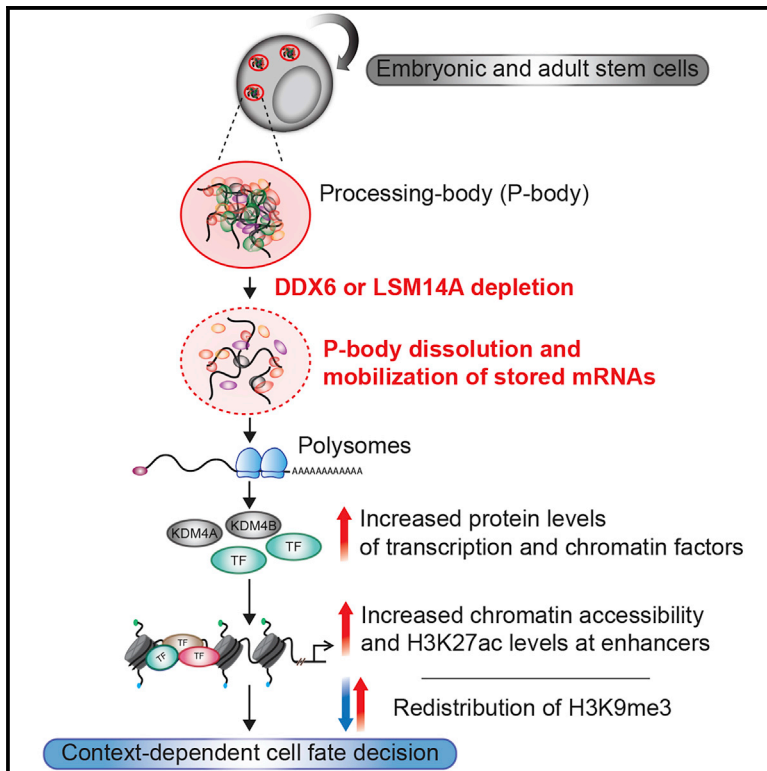 Embryonic and adult stem cells
Processing-body (P-body)
DDX6 or LSM14A depletion
P-body dissolution and
mobilization of stored mRNAs
Polysomes
AAAAAAAAAAAA
KDM4A
KDM4B
TF
TF
Increased protein levels
of transcription and chromatin factors
TF
TF
TF
Increased chromatin accessibility
and H3K27ac levels at enhancers
Redistribution of H3K9me3
Context-dependent cell fate decision